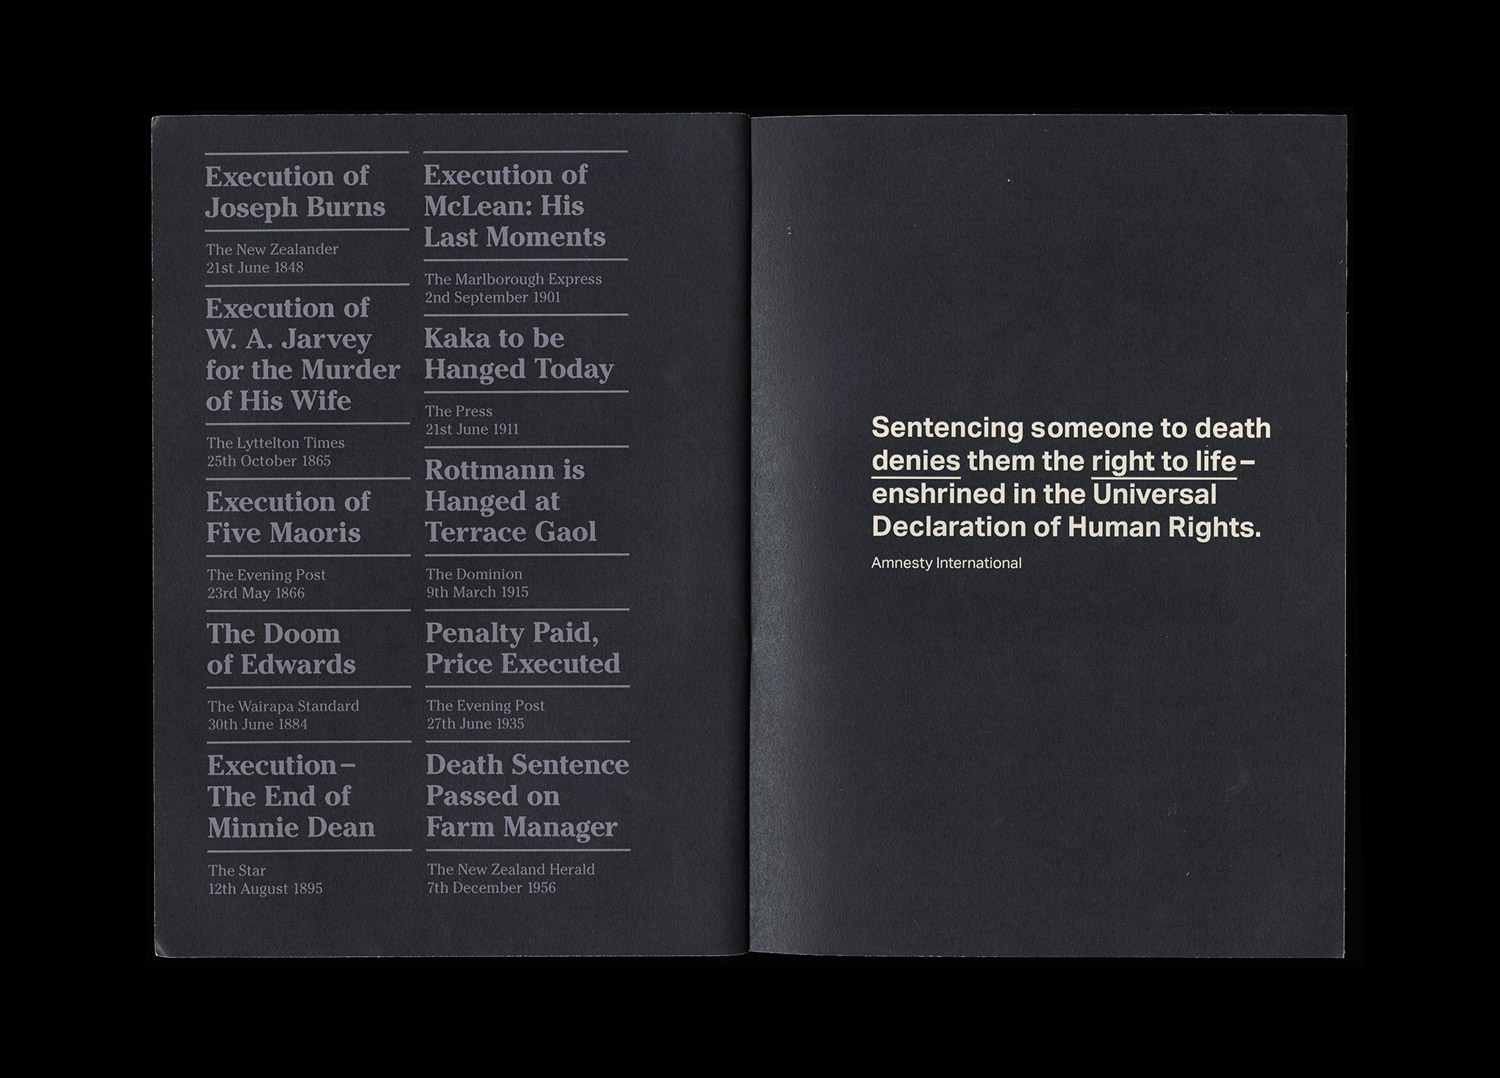 Execution of
Joseph Burns
The New Zealander
21st June 1848
Execution of
W. A. Jarvey
for the Murder
of His Wife
The Lyttelton Times
25th October 1865
Execution of
Five Maoris
The Evening Post
23rd May 1866
The Doom
of Edwards
The Wairapa Standard
30th June 1884
Execution –
The End of
Minnie Dean
The Star
12th August 1895
Execution of
McLean: His
Last Moments
The Marlborough Express
2nd September 1901
Kaka to be
Hanged Today
The Press
21st June 1911
Rottmann is
Hanged at
Terrace Gaol
The Dominion
9th March 1915
Penalty Paid,
Price Executed
The Evening Post
27th June 1935
Death Sentence
Passed on
Farm Manager
The New Zealand Herald
7th December 1956
Sentencing someone to death
denies them the right to life –
enshrined in the Universal
Declaration of Human Rights.
Amnesty International